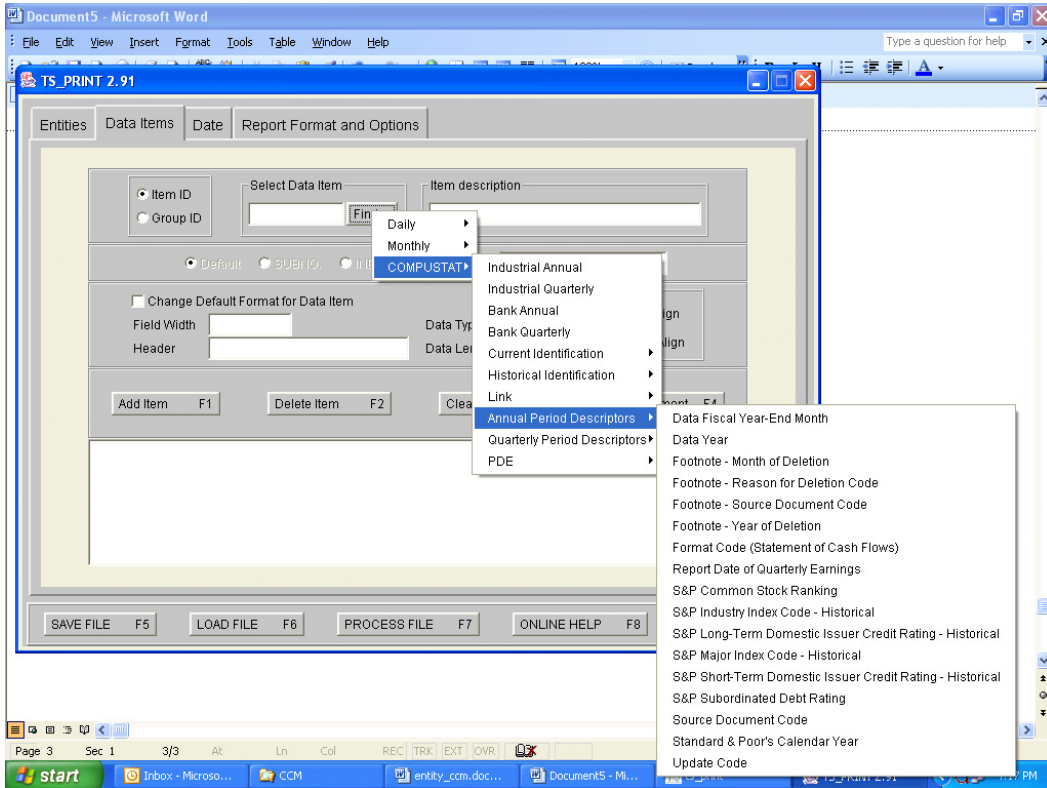 Document5 - Microsoft Word
File Edit View Insert Format Tools Table Window Help
Type a question for help
TS_PRINT 2.91
Entities Data Items Date Report Format and Options
Item ID
Group ID
Select Data Item
Item description
Daily
Monthly
COMPUSTAT
Default SUBNO.
Industrial Annual
Industrial Quarterly
Bank Annual
Bank Quarterly
Current Identification
Historical Identification
Link
Annual Period Descriptors
Quarterly Period Descriptors
PDE
Change Default Format for Data Item
Field Width
Header
Add Item F1 Delete Item F2 F4
Data Fiscal Year-End Month
Data Year
Footnote - Month of Deletion
Footnote - Reason for Deletion Code
Footnote - Source Document Code
Footnote - Year of Deletion
Format Code (Statement of Cash Flows)
Report Date of Quarterly Earnings
S&P Common Stock Ranking
S&P Industry Index Code - Historical
S&P Long-Term Domestic Issuer Credit Rating - Historical
S&P Major Index Code - Historical
S&P Short-Term Domestic Issuer Credit Rating - Historical
S&P Subordinated Debt Rating
Source Document Code
Standard & Poor's Calendar Year
Update Code
SAVE FILE F5 LOAD FILE F6 PROCESS FILE F7 ONLINE HELP F8
Page 3 Sec 1 3/3 At Ln Col REC TRK EXT OVR
start Inbox - Microso... CCM entity_ccm.doc... Document5 - Mi... PM